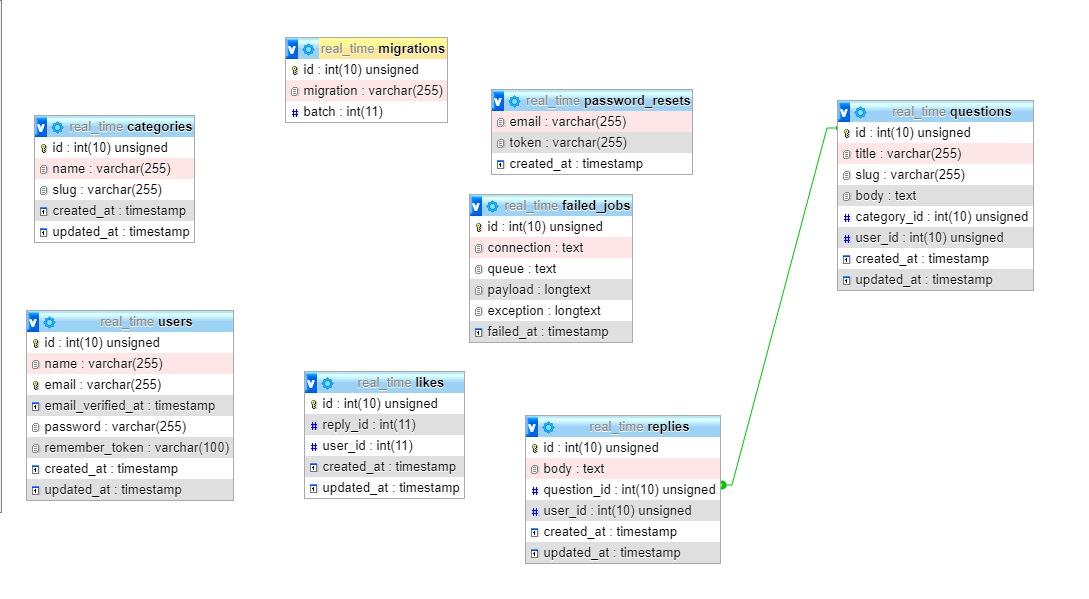 real_time migrations
id : int(10) unsigned
migration : varchar(255)
batch : int(11)
real_time password_resets
email : varchar(255)
token : varchar(255)
created_at : timestamp
real_time questions
id : int(10) unsigned
title : varchar(255)
slug : varchar(255)
body : text
category_id : int(10) unsigned
user_id : int(10) unsigned
created_at : timestamp
updated_at : timestamp
real_time categories
id : int(10) unsigned
name : varchar(255)
slug : varchar(255)
created_at : timestamp
updated_at : timestamp
real_time failed_jobs
id : int(10) unsigned
connection : text
queue : text
payload : longtext
exception : longtext
failed_at : timestamp
real_time users
id : int(10) unsigned
name : varchar(255)
email : varchar(255)
email_verified_at : timestamp
password : varchar(255)
remember_token : varchar(100)
created_at : timestamp
updated_at : timestamp
real_time likes
id : int(10) unsigned
reply_id : int(11)
user_id : int(11)
created_at : timestamp
updated_at : timestamp
real_time replies
id : int(10) unsigned
body : text
question_id : int(10) unsigned
user_id : int(10) unsigned
created_at : timestamp
updated_at : timestamp